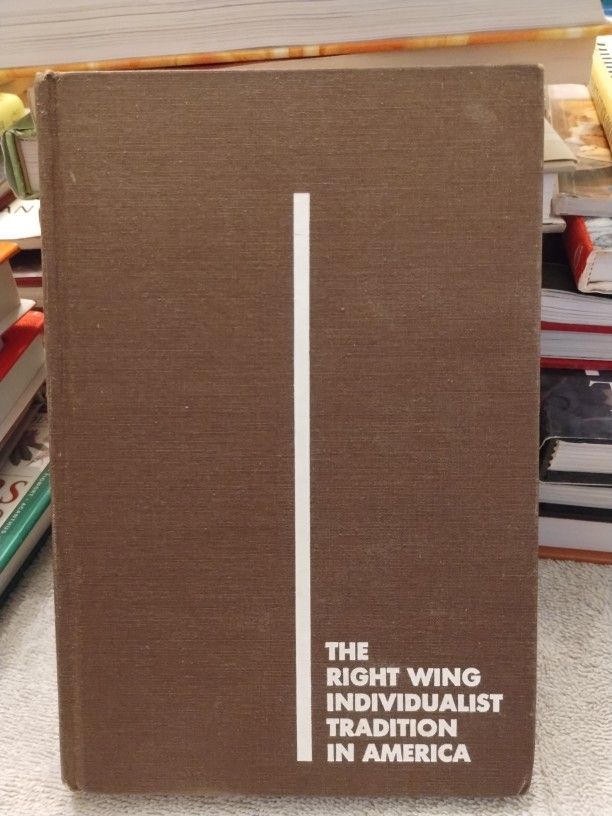 THE
RIGHT WING
INDIVIDUALIST
TRADITION
IN AMERICA